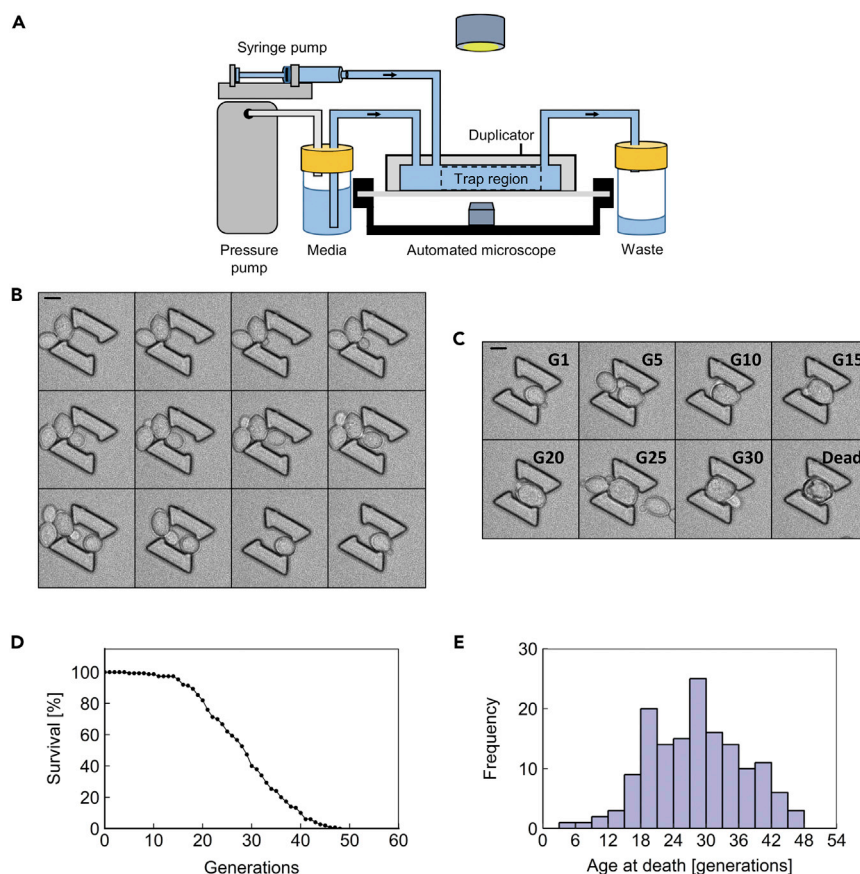 A
Syringe pump
Duplicator
Trap region
Pressure
pump
Media
Automated microscope
Waste
B
C
G1
G5
G10
G15
G20
G25
G30
Dead
D
100
80
60
40
20
0
Survival [%]
0 10 20 30 40 50 60
Generations
E
30
20
10
0
Frequency
0 6 12 18 24 30 36 42 48 54
Age at death [generations]